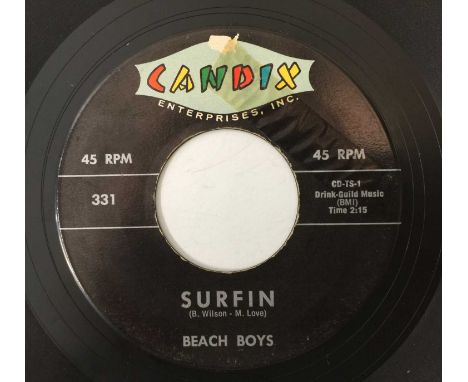 CANDIX
ENTERPRISES, INC.
45 RPM
45 RPM
331
CD-TS-1
Drink-Guild Music
(BMI)
Time 2:15
SURFIN
(B. Wilson - M. Love)
BEACH BOYS